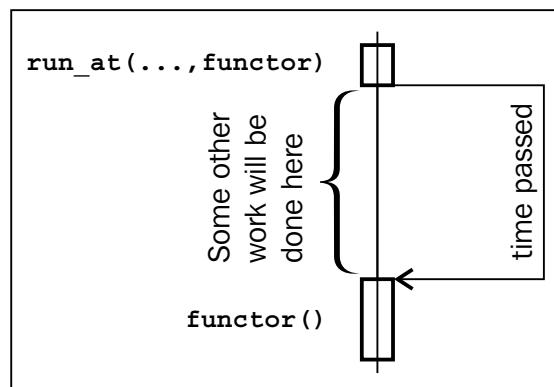 run_at(...,functor)
Some other
work will be
done here
time passed
functor()